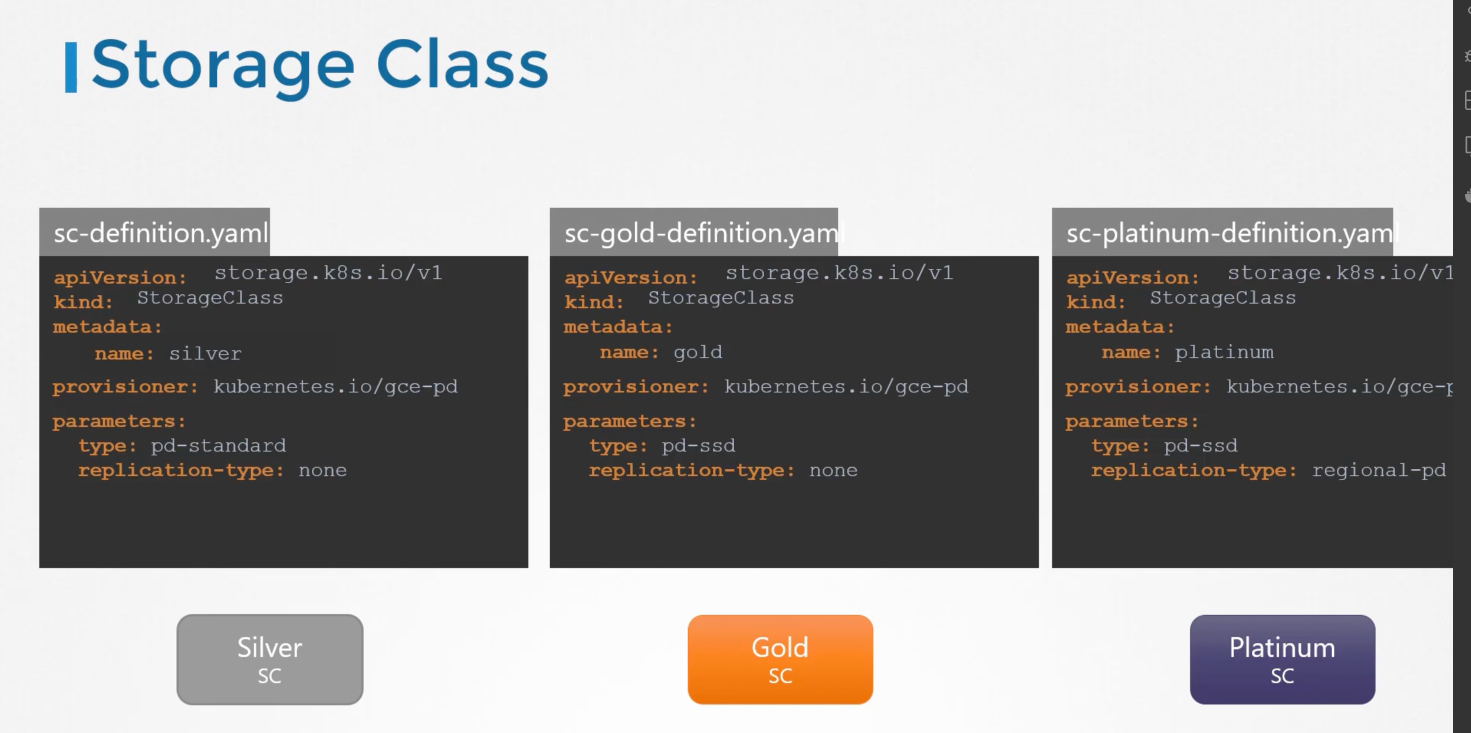 Storage Class
sc-definition.yaml
apiVersion: storage.k8s.io/v1
kind: StorageClass
metadata:
name: silver
provisioner: kubernetes.io/gce-pd
parameters:
type: pd-standard
replication-type: none
Silver
SC
sc-gold-definition.yaml
apiVersion: storage.k8s.io/v1
kind: StorageClass
metadata:
name: gold
provisioner: kubernetes.io/gce-pd
parameters:
type: pd-ssd
replication-type: none
Gold
SC
sc-platinum-definition.yaml
apiVersion: storage.k8s.io/v1
kind: StorageClass
metadata:
name: platinum
provisioner: kubernetes.io/gce-p
parameters:
type: pd-ssd
replication-type: regional-pd
Platinum
SC